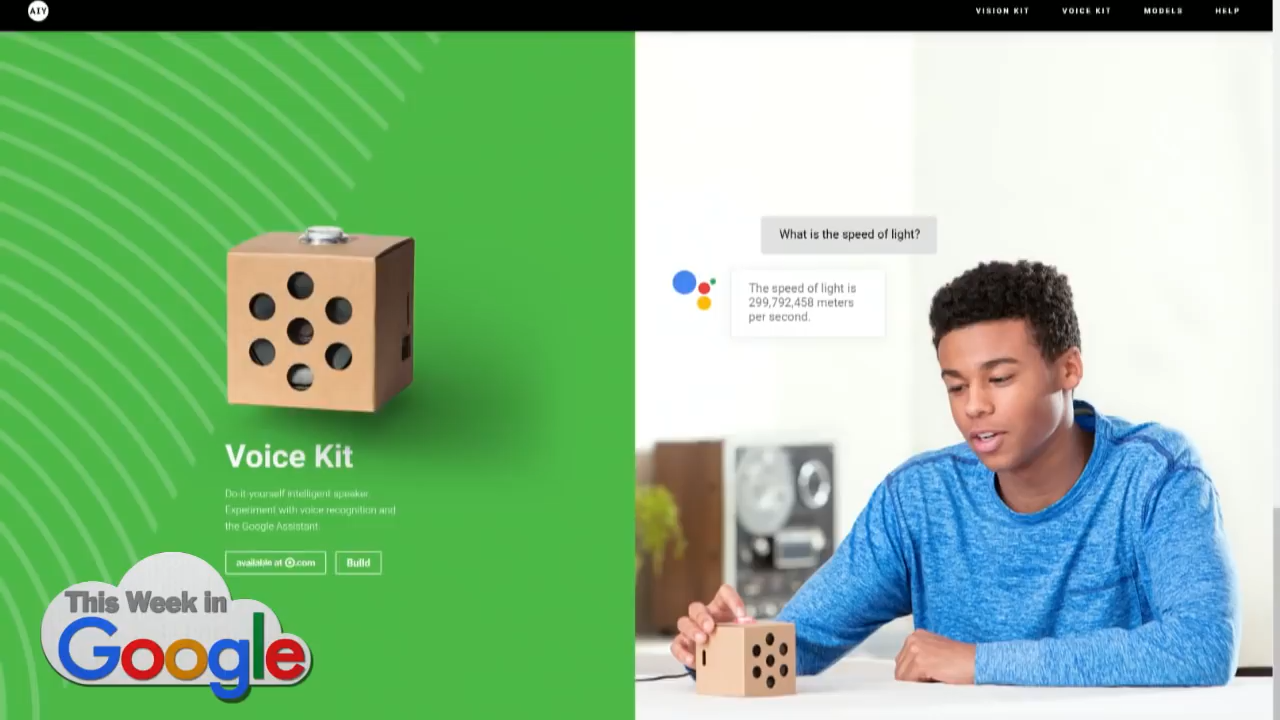 AIY
VISION KIT
VOICE KIT
MODELS
HELP
What is the speed of light?
The speed of light is
299,792,458 meters
per second.
Voice Kit
Do-it-yourself intelligent speaker.
Experiment with voice recognition and
the Google Assistant.
available at .com
Build
This Week in
Google